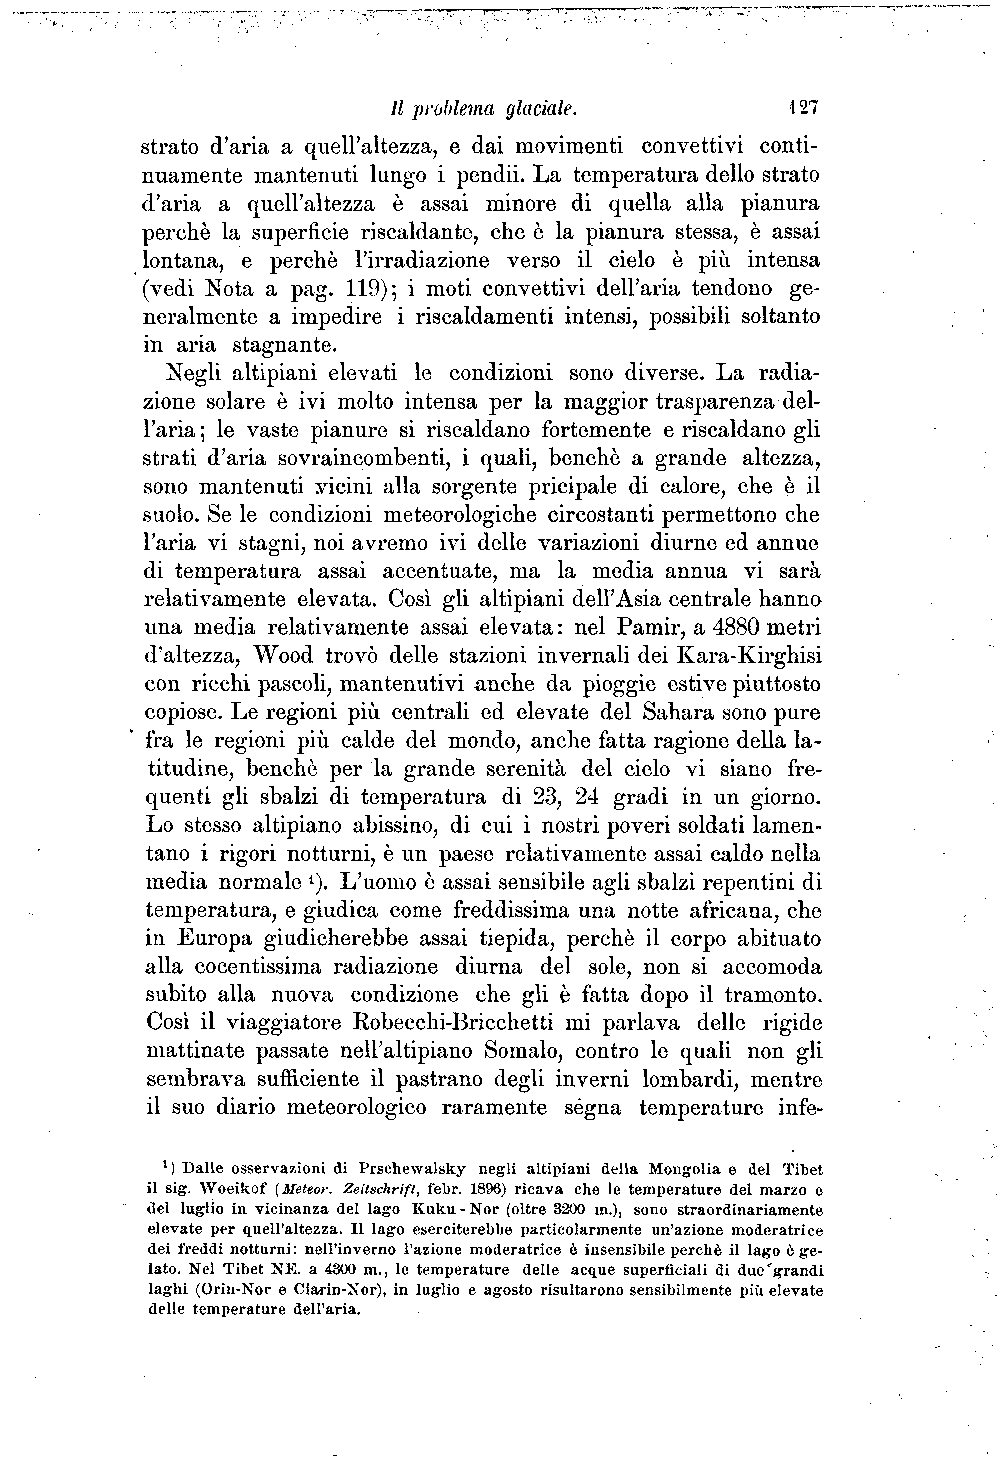 Il problema glaciale. 127
strato d'aria a quell'altezza, e dai movimenti convettivi conti-
nuamente mantenuti lungo i pendii. La temperatura dello strato
d'aria a quell'altezza è assai minore di quella alla pianura
perchè la superficie riscaldante, che è la pianura stessa, è assai
lontana, e perchè l'irradiazione verso il cielo è più intensa
(vedi Nota a pag. 119); i moti convettivi dell'aria tendono ge-
neralmente a impedire i riscaldamenti intensi, possibili soltanto
in aria stagnante.
Negli altipiani elevati le condizioni sono diverse. La radia-
zione solare è ivi molto intensa per la maggior trasparenza del-
l'aria; le vaste pianure si riscaldano fortemente e riscaldano gli
strati d'aria sovraincombenti, i quali, benchè a grande altezza,
sono mantenuti vicini alla sorgente pricipale di calore, che è il
suolo. Se le condizioni meteorologiche circostanti permettono che
l'aria vi stagni, noi avremo ivi delle variazioni diurne ed annue
di temperatura assai accentuate, ma la media annua vi sarà
relativamente elevata. Così gli altipiani dell'Asia centrale hanno
una media relativamente assai elevata: nel Pamir, a 4880 metri
d'altezza, Wood trovò delle stazioni invernali dei Kara-Kirghisi
con ricchi pascoli, mantenutivi anche da pioggie estive piuttosto
copiose. Le regioni più centrali ed elevate del Sahara sono pure
fra le regioni più calde del mondo, anche fatta ragione della la-
titudine, benchè per la grande serenità del cielo vi siano fre-
quenti gli sbalzi di temperatura di 23, 24 gradi in un giorno.
Lo stesso altipiano abissino, di cui i nostri poveri soldati lamen-
tano i rigori notturni, è un paese relativamente assai caldo nella
media normale ¹). L'uomo è assai sensibile agli sbalzi repentini di
temperatura, e giudica come freddissima una notte africana, che
in Europa giudicherebbe assai tiepida, perchè il corpo abituato
alla cocentissima radiazione diurna del sole, non si accomoda
subito alla nuova condizione che gli è fatta dopo il tramonto.
Così il viaggiatore Robecchi-Bricchetti mi parlava delle rigide
mattinate passate nell'altipiano Somalo, contro le quali non gli
sembrava sufficiente il pastrano degli inverni lombardi, mentre
il suo diario meteorologico raramente segna temperature infe-
¹) Dalle osservazioni di Prschewalsky negli altipiani della Mongolia e del Tibet
il sig. Woeikof (Meteor. Zeitschrift, febr. 1896) ricava che le temperature del marzo e
del luglio in vicinanza del lago Kuku-Nor (oltre 3200 m.), sono straordinariamente
elevate per quell'altezza. Il lago eserciterebbe particolarmente un'azione moderatrice
dei freddi notturni: nell'inverno l'azione moderatrice è insensibile perchè il lago è ge-
lato. Nel Tibet NE. a 4300 m., le temperature delle acque superficiali di due grandi
laghi (Orin-Nor e Ciarin-Nor), in luglio e agosto risultarono sensibilmente più elevate
delle temperature dell'aria.